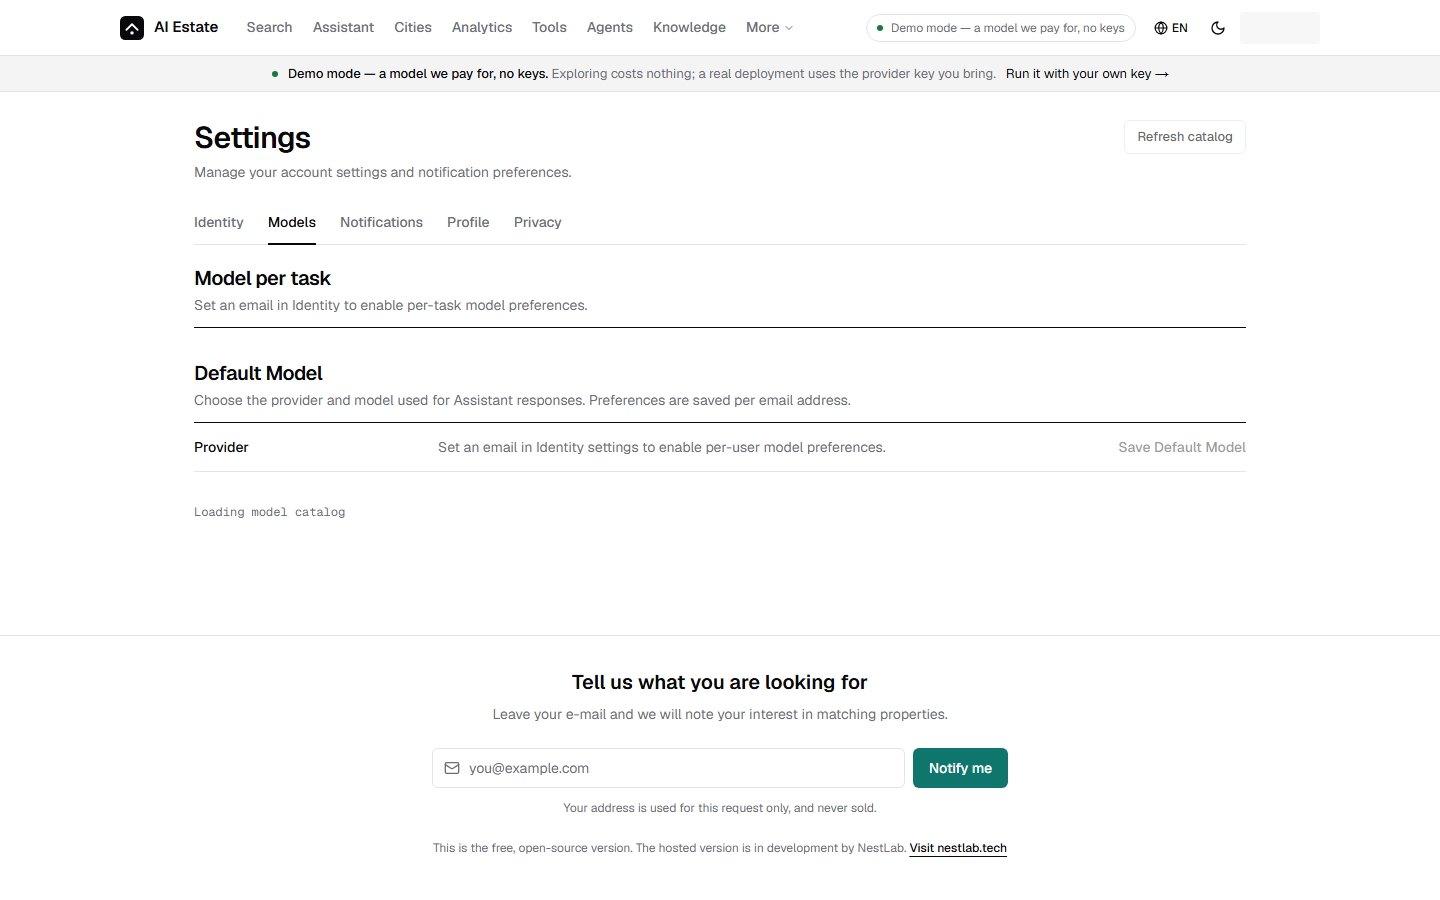 AI Estate Search Assistant Cities Analytics Tools Agents Knowledge More Demo mode — a model we pay for, no keys EN
Demo mode — a model we pay for, no keys. Exploring costs nothing; a real deployment uses the provider key you bring. Run it with your own key →
Settings
Refresh catalog
Manage your account settings and notification preferences.
Identity Models Notifications Profile Privacy
Model per task
Set an email in Identity to enable per-task model preferences.
Default Model
Choose the provider and model used for Assistant responses. Preferences are saved per email address.
Provider Set an email in Identity settings to enable per-user model preferences. Save Default Model
Loading model catalog
Tell us what you are looking for
Leave your e-mail and we will note your interest in matching properties.
you@example.com Notify me
Your address is used for this request only, and never sold.
This is the free, open-source version. The hosted version is in development by NestLab. Visit nestlab.tech